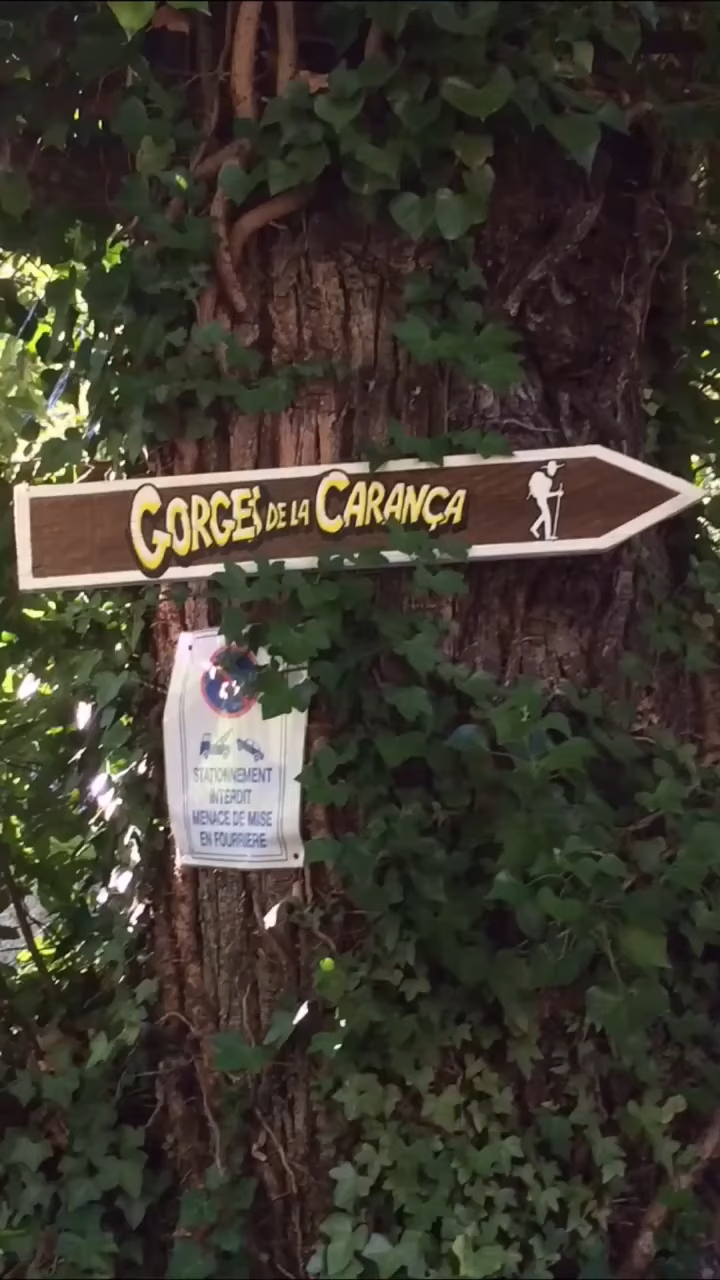 GORGES DE LA CARANÇA
STATIONNEMENT
INTERDIT
MENACE DE MISE
EN FOURRIERE